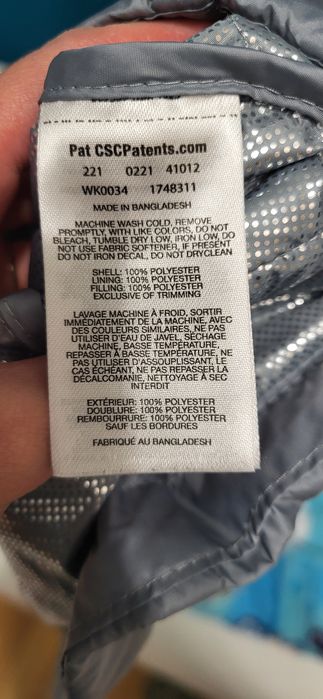 Pat CSCPatents.com
221 0221 41012
WK0034 1748311
MADE IN BANGLADESH
MACHINE WASH COLD, REMOVE
PROMPTLY, WITH LIKE COLORS, DO NOT
BLEACH, TUMBLE DRY LOW, IRON LOW, DO
NOT USE FABRIC SOFTENER, IF PRESENT
DO NOT IRON DECAL, DO NOT DRYCLEAN
SHELL: 100% POLYESTER
LINING: 100% POLYESTER
FILLING: 100% POLYESTER
EXCLUSIVE OF TRIMMING
LAVAGE MACHINE À FROID, SORTIR
IMMÉDIATEMENT DE LA MACHINE, AVEC
DES COULEURS SIMILAIRES, NE PAS
UTILISER D'EAU DE JAVEL, SÉCHAGE
MACHINE, BASSE TEMPÉRATURE,
REPASSER À BASSE TEMPÉRATURE, NE
PAS UTILISER D'ASSOUPLISSANT, LE
CAS ÉCHÉANT, NE PAS REPASSER LA
DÉCALCOMANIE, NETTOYAGE À SEC
INTERDIT
EXTÉRIEUR: 100% POLYESTER
DOUBLURE: 100% POLYESTER
REMBOURRURE: 100% POLYESTER
SAUF LES BORDURES
FABRIQUÉ AU BANGLADESH